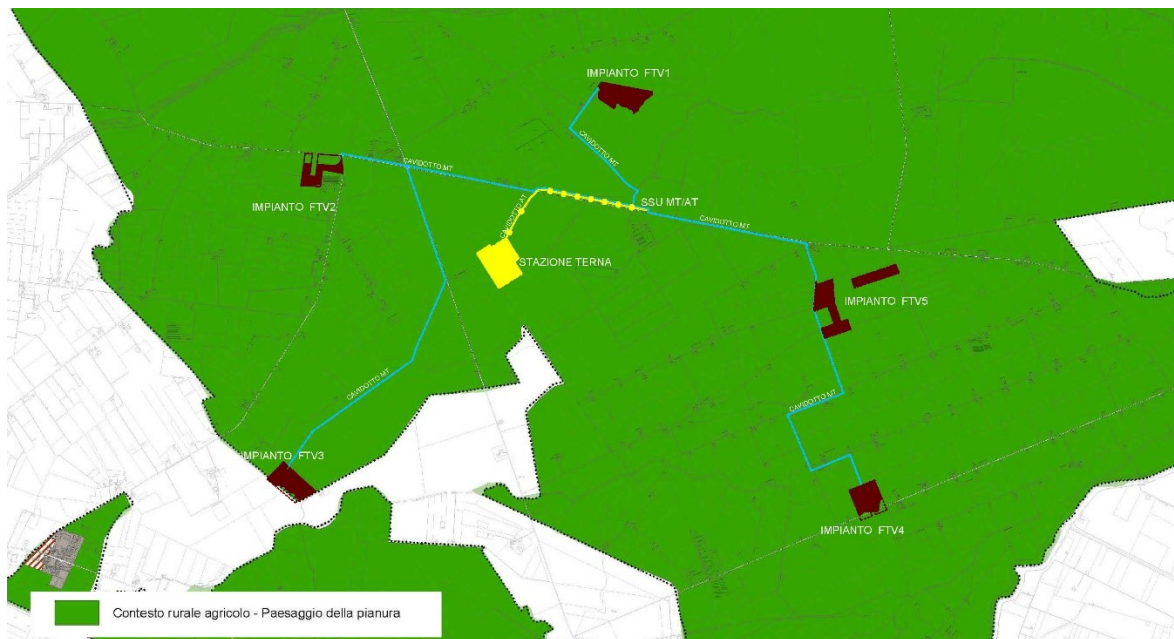 IMPIANTO FTV1
CAVIDOTTO MT
CAVIDOTTO MT
IMPIANTO FTV2
CAVIDOTTO AT
SSU MT/AT
CAVIDOTTO MT
STAZIONE TERNA
IMPIANTO FTV5
CAVIDOTTO MT
CAVIDOTTO MT
IMPIANTO FTV3
IMPIANTO FTV4
Contesto rurale agricolo - Paesaggio della pianura